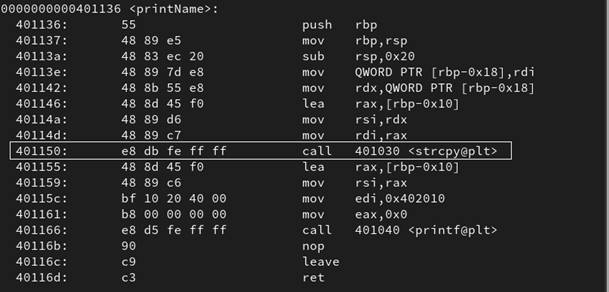 0000000000401136 <printName>:
401136: 55 push rbp
401137: 48 89 e5 mov rbp,rsp
40113a: 48 83 ec 20 sub rsp,0x20
40113e: 48 89 7d e8 mov QWORD PTR [rbp-0x18],rdi
401142: 48 8b 55 e8 mov rdx,QWORD PTR [rbp-0x18]
401146: 48 8d 45 f0 lea rax,[rbp-0x10]
40114a: 48 89 d6 mov rsi,rdx
40114d: 48 89 c7 mov rdi,rax
401150: e8 db fe ff ff call 401030 <strcpy@plt>
401155: 48 8d 45 f0 lea rax,[rbp-0x10]
401159: 48 89 c6 mov rsi,rax
40115c: bf 10 20 40 00 mov edi,0x402010
401161: b8 00 00 00 00 mov eax,0x0
401166: e8 d5 fe ff ff call 401040 <printf@plt>
40116b: 90 nop
40116c: c9 leave
40116d: c3 ret